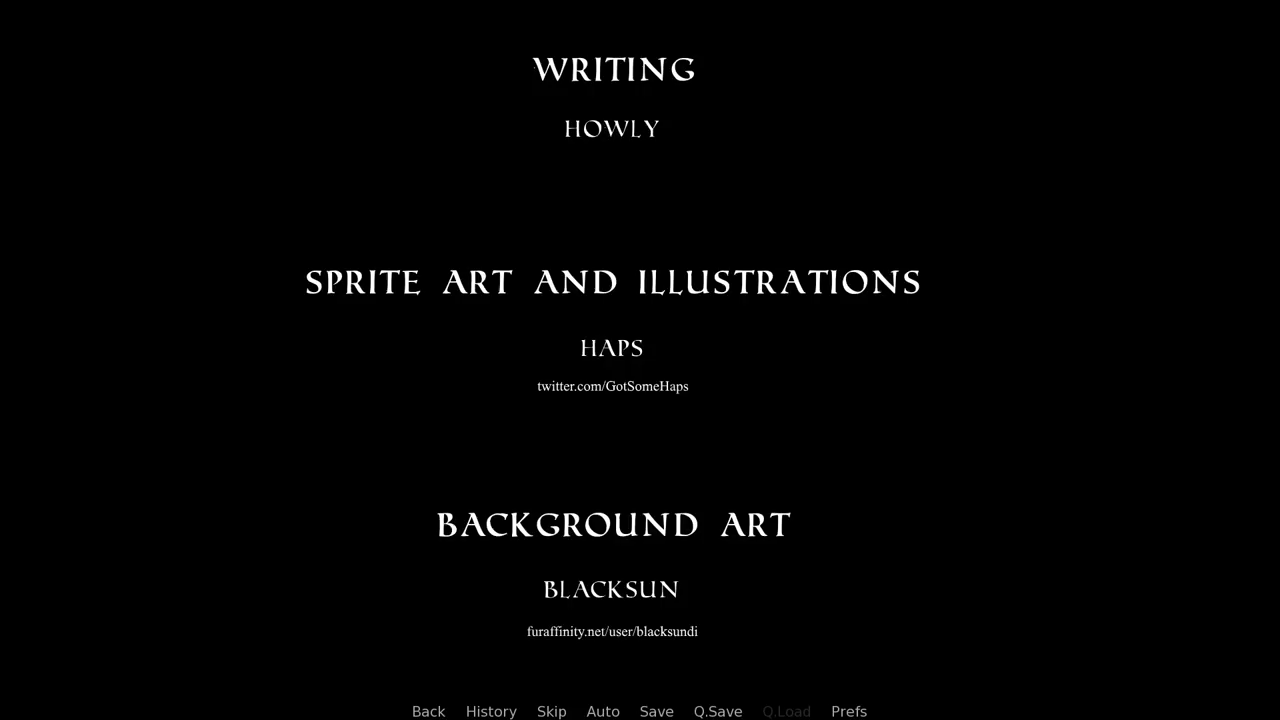 WRITING
HOWLY
SPRITE ART AND ILLUSTRATIONS
HAPS
twitter.com/GotSomeHaps
BACKGROUND ART
BLACKSUN
furaffinity.net/user/blacksundi
Back History Skip Auto Save Q.Save Q.Load Prefs